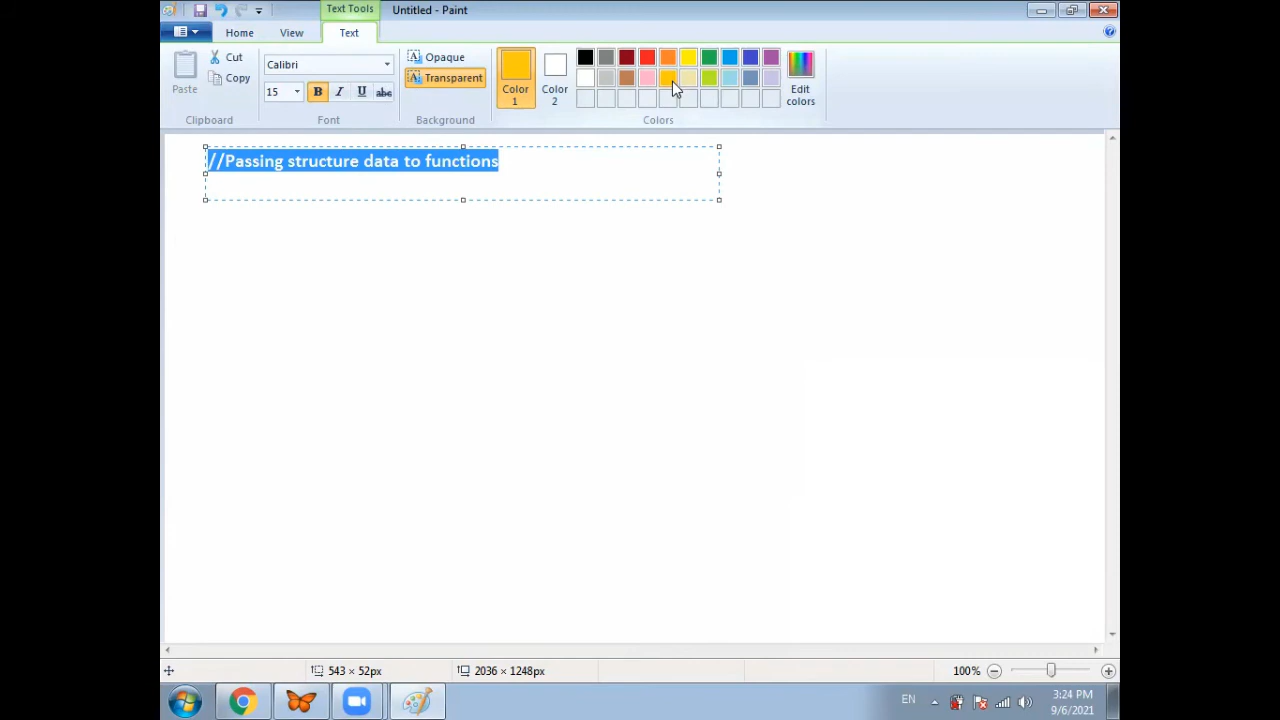 Text Tools
Untitled - Paint
Home
View
Text
Paste
Cut
Copy
Clipboard
Calibri
15
B
I
U
abc
Font
Opaque
Transparent
Background
Color 1
Color 2
Edit colors
Colors
//Passing structure data to functions
543 × 52px
2036 × 1248px
100%
EN
3:24 PM
9/6/2021